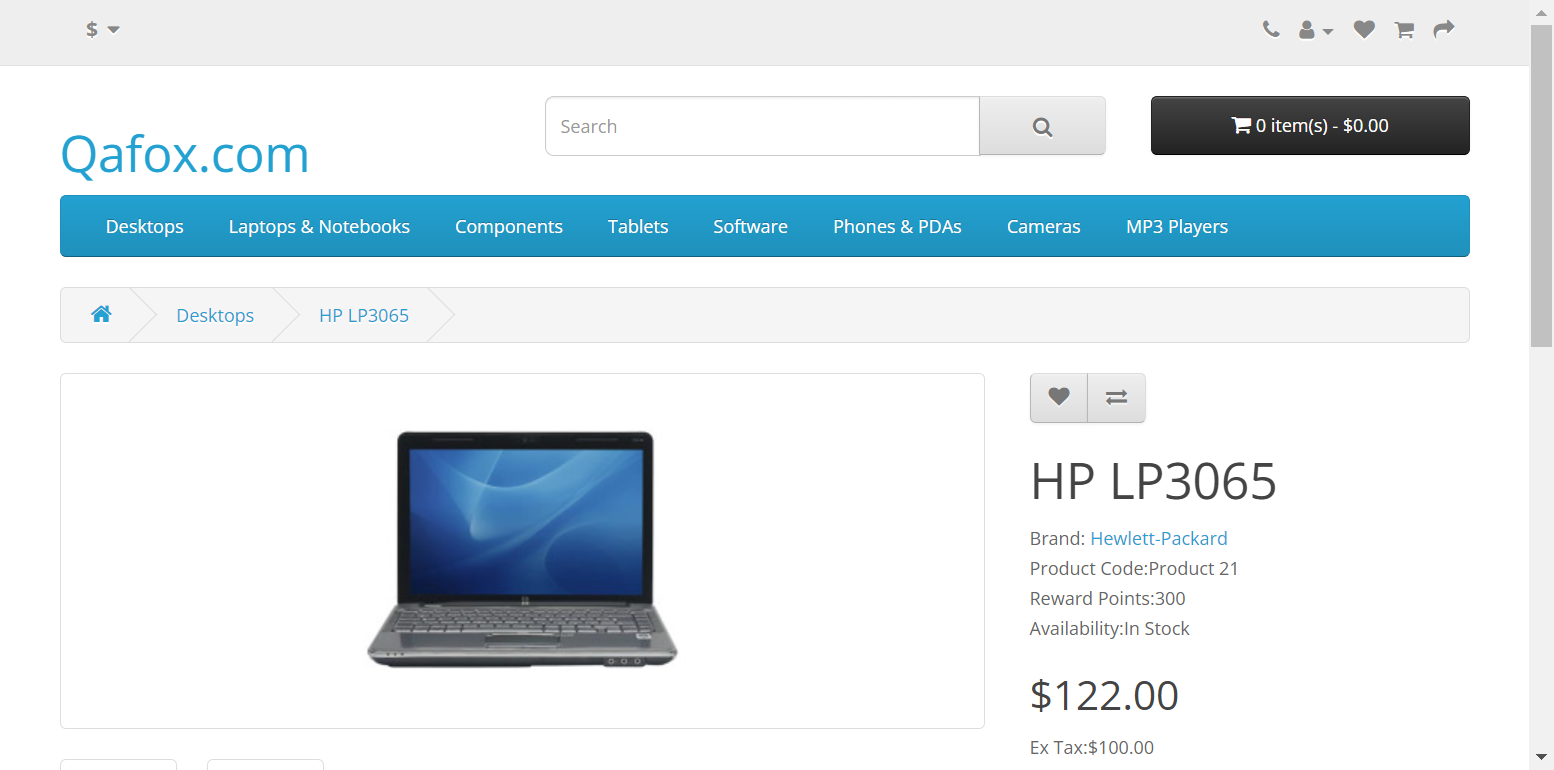 $
Search
0 item(s) - $0.00
Qafox.com
Desktops Laptops & Notebooks Components Tablets Software Phones & PDAs Cameras MP3 Players
Desktops HP LP3065
HP LP3065
Brand: Hewlett-Packard
Product Code:Product 21
Reward Points:300
Availability:In Stock
$122.00
Ex Tax:$100.00